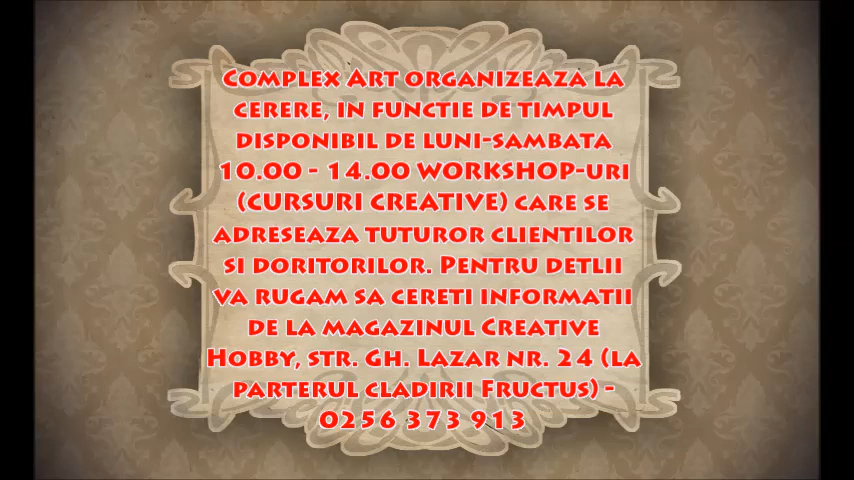 Complex Art organizeaza la
cerere, in functie de timpul
disponibil de luni-sambata
10.00 - 14.00 WORKSHOP-uri
(CURSURI CREATIVE) care se
adreseaza tuturor clientilor
si doritorilor. Pentru detlii
va rugam sa cereti informatii
de la magazinul Creative
Hobby, str. Gh. Lazar nr. 24 (la
parterul cladirii Fructus) -
0256 373 913